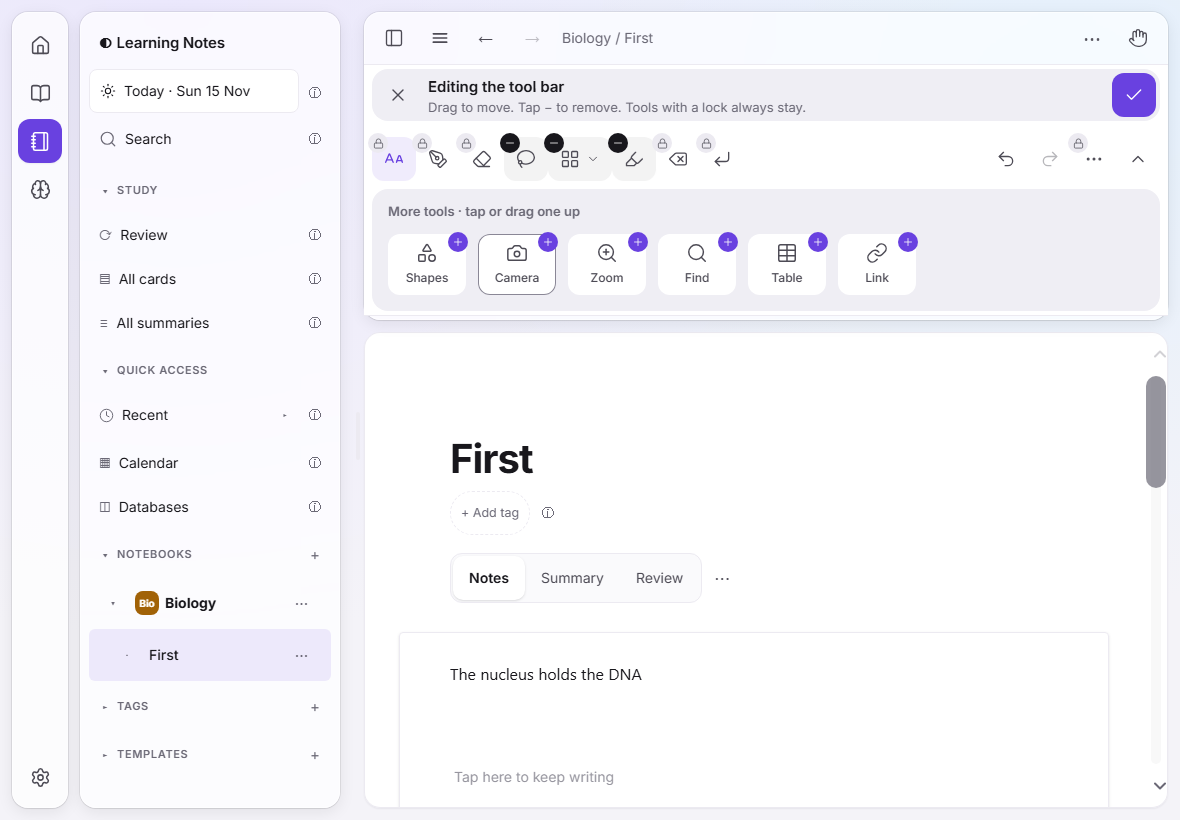 Learning Notes
Today · Sun 15 Nov
Search
STUDY
Review
All cards
All summaries
QUICK ACCESS
Recent
Calendar
Databases
NOTEBOOKS
Bio Biology
First
TAGS
TEMPLATES
Biology / First
Editing the tool bar
Drag to move. Tap − to remove. Tools with a lock always stay.
AA
More tools · tap or drag one up
Shapes
Camera
Zoom
Find
Table
Link
First
+ Add tag
Notes
Summary
Review
The nucleus holds the DNA
Tap here to keep writing